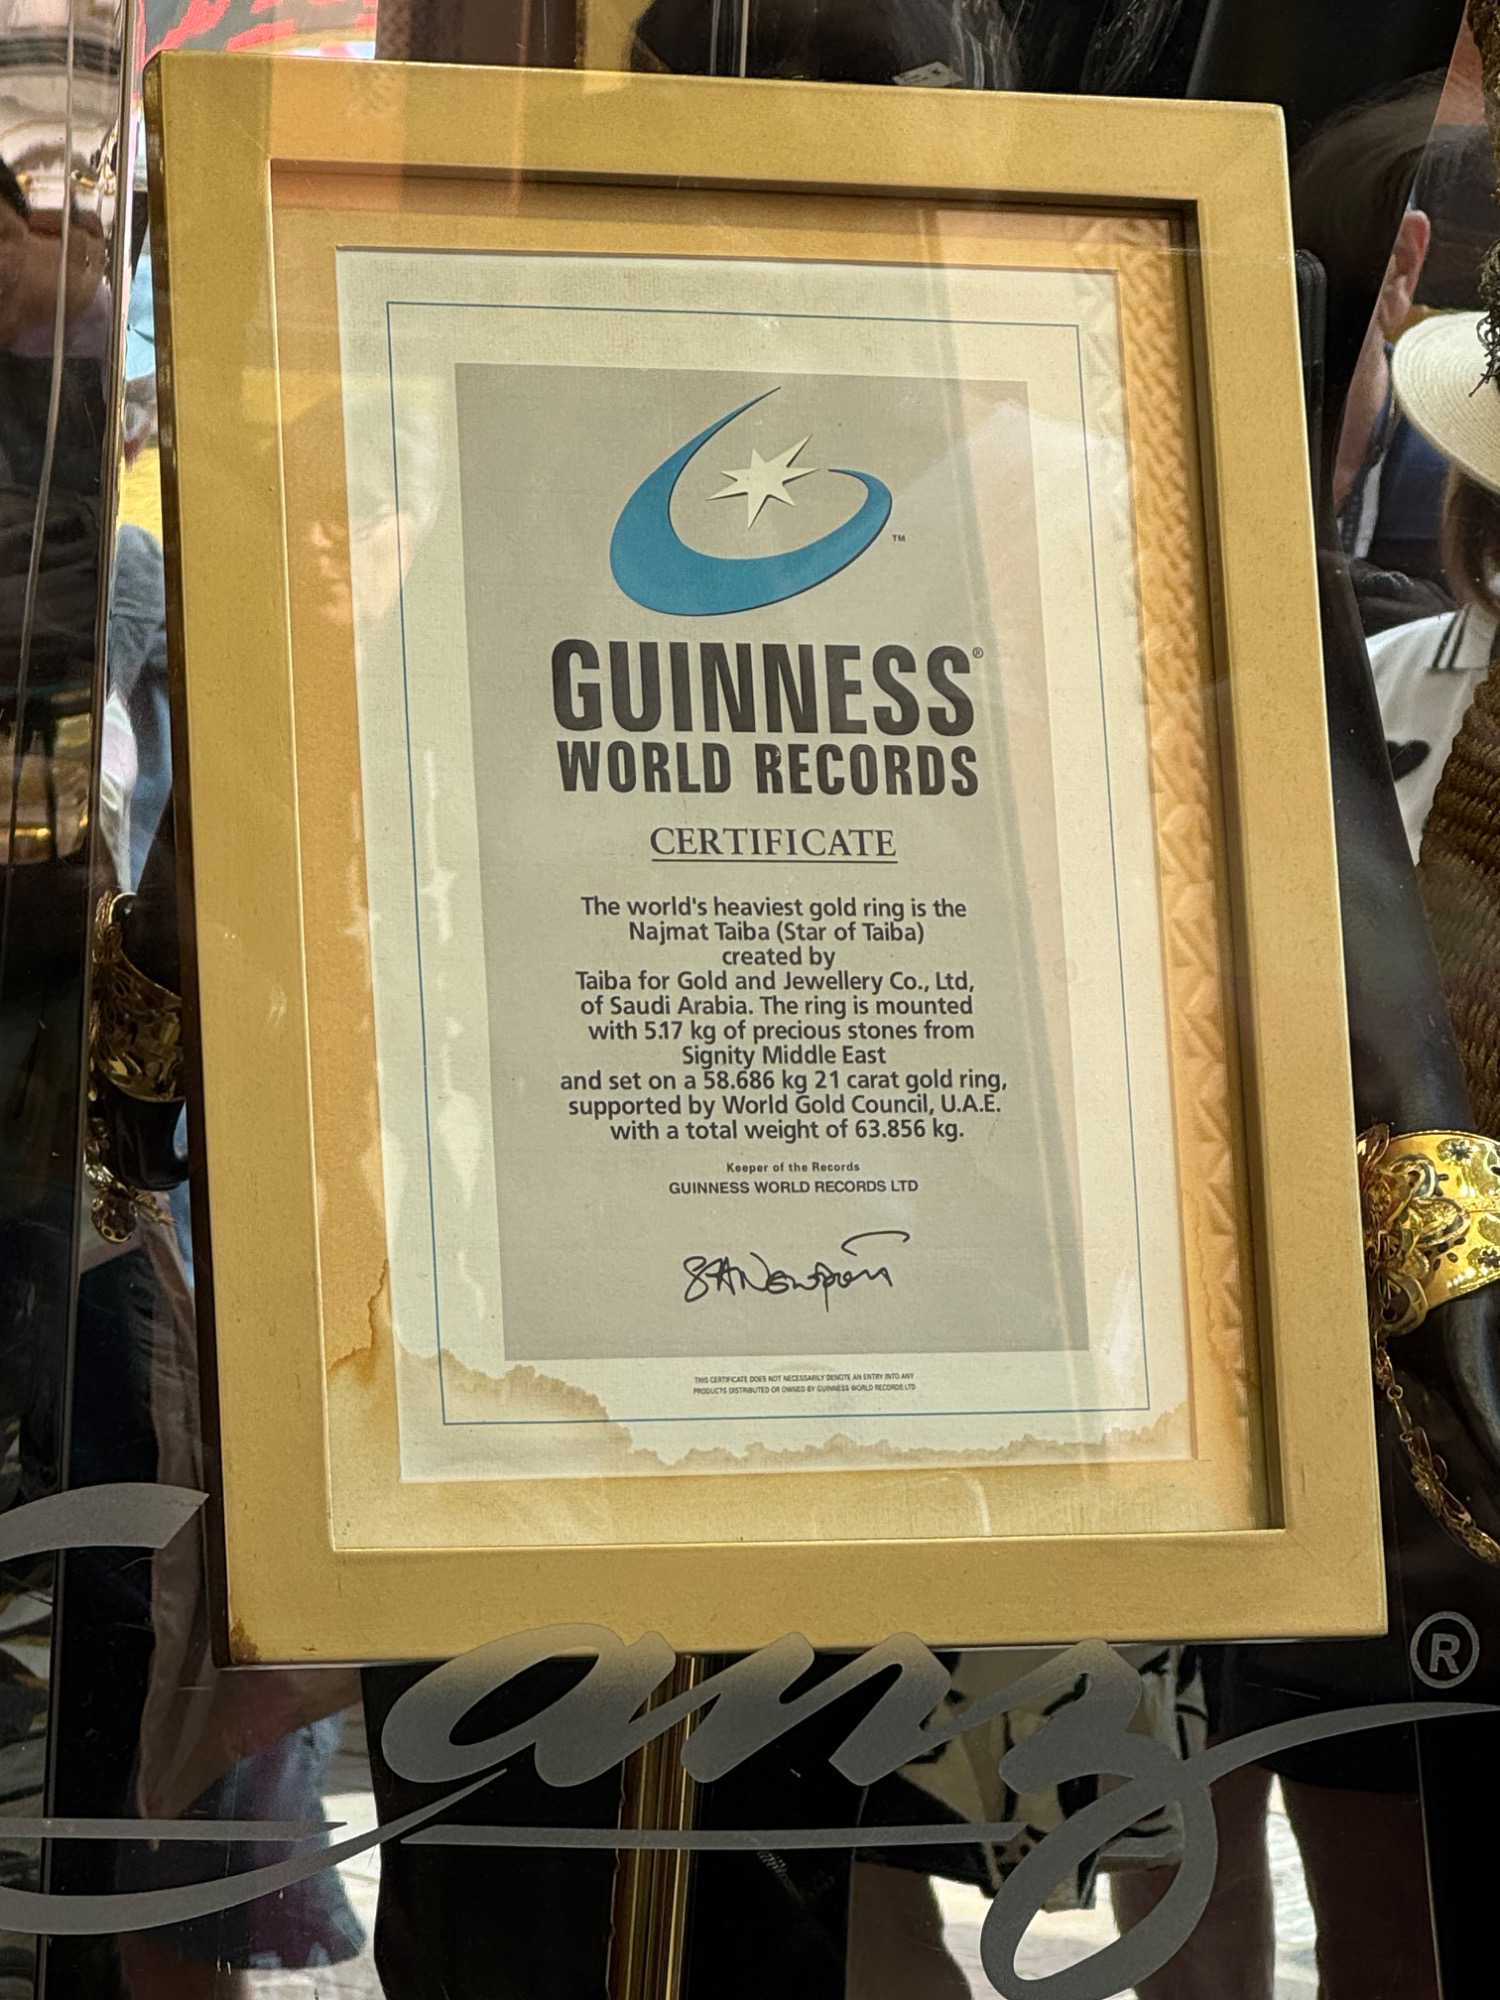 TM
GUINNESS®
WORLD RECORDS
CERTIFICATE
The world's heaviest gold ring is the
Najmat Taiba (Star of Taiba)
created by
Taiba for Gold and Jewellery Co., Ltd,
of Saudi Arabia. The ring is mounted
with 5.17 kg of precious stones from
Signity Middle East
and set on a 58.686 kg 21 carat gold ring,
supported by World Gold Council, U.A.E.
with a total weight of 63.856 kg.
Keeper of the Records
GUINNESS WORLD RECORDS LTD
THIS CERTIFICATE DOES NOT NECESSARILY DENOTE AN ENTRY INTO ANY
PRODUCTS DISTRIBUTED OR OWNED BY GUINNESS WORLD RECORDS LTD
®